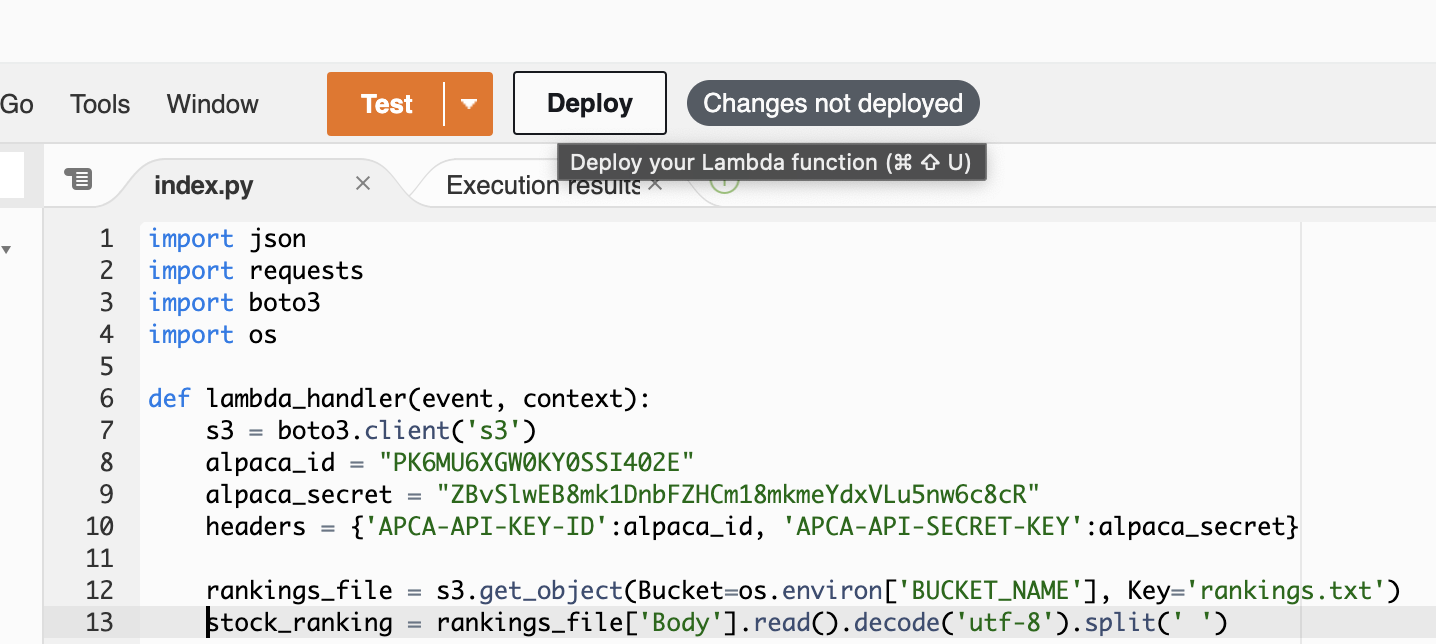 Go Tools Window Test Deploy Changes not deployed
Deploy your Lambda function (⌘ ⇧ U)
index.py Execution results
1 import json
2 import requests
3 import boto3
4 import os
5
6 def lambda_handler(event, context):
7     s3 = boto3.client('s3')
8     alpaca_id = "PK6MU6XGW0KY0SSI402E"
9     alpaca_secret = "ZBvSlwEB8mk1DnbFZHCm18mkmeYdxVLu5nw6c8cR"
10     headers = {'APCA-API-KEY-ID':alpaca_id, 'APCA-API-SECRET-KEY':alpaca_secret}
11
12     rankings_file = s3.get_object(Bucket=os.environ['BUCKET_NAME'], Key='rankings.txt')
13     stock_ranking = rankings_file['Body'].read().decode('utf-8').split(' ')